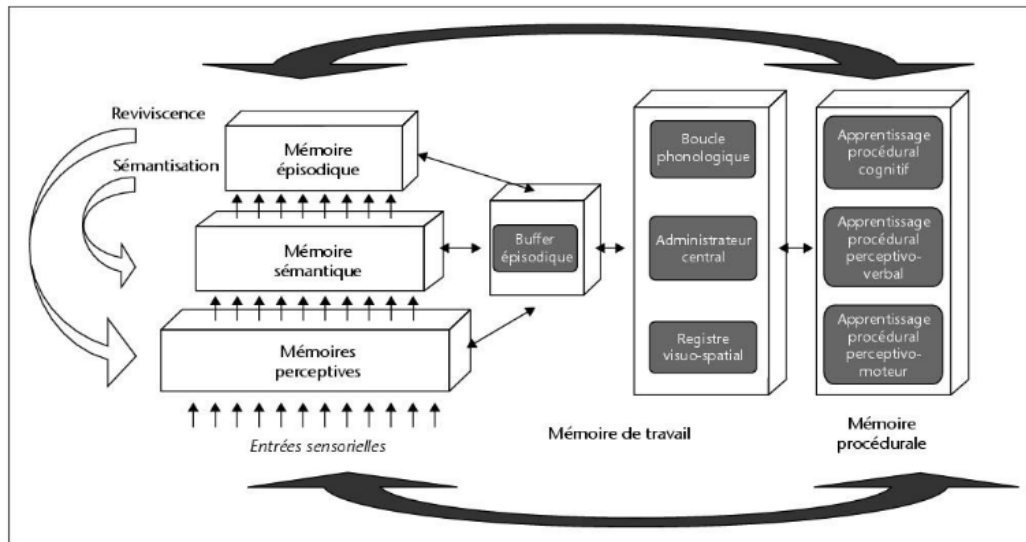 Reviviscence
Sémantisation
Mémoire
épisodique
Mémoire
sémantique
Mémoires
perceptives
Entrées sensorielles
Buffer
épisodique
Boucle
phonologique
Administrateur
central
Registre
visuo-spatial
Mémoire de travail
Apprentissage
procédural
cognitif
Apprentissage
procédural
perceptivo-
verbal
Apprentissage
procédural
perceptivo-
moteur
Mémoire
procédurale